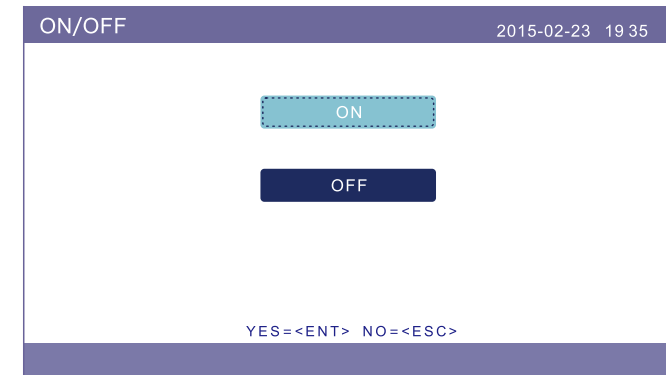 ON/OFF
2015-02-23 19 35
ON
OFF
YES=<ENT> NO=<ESC>